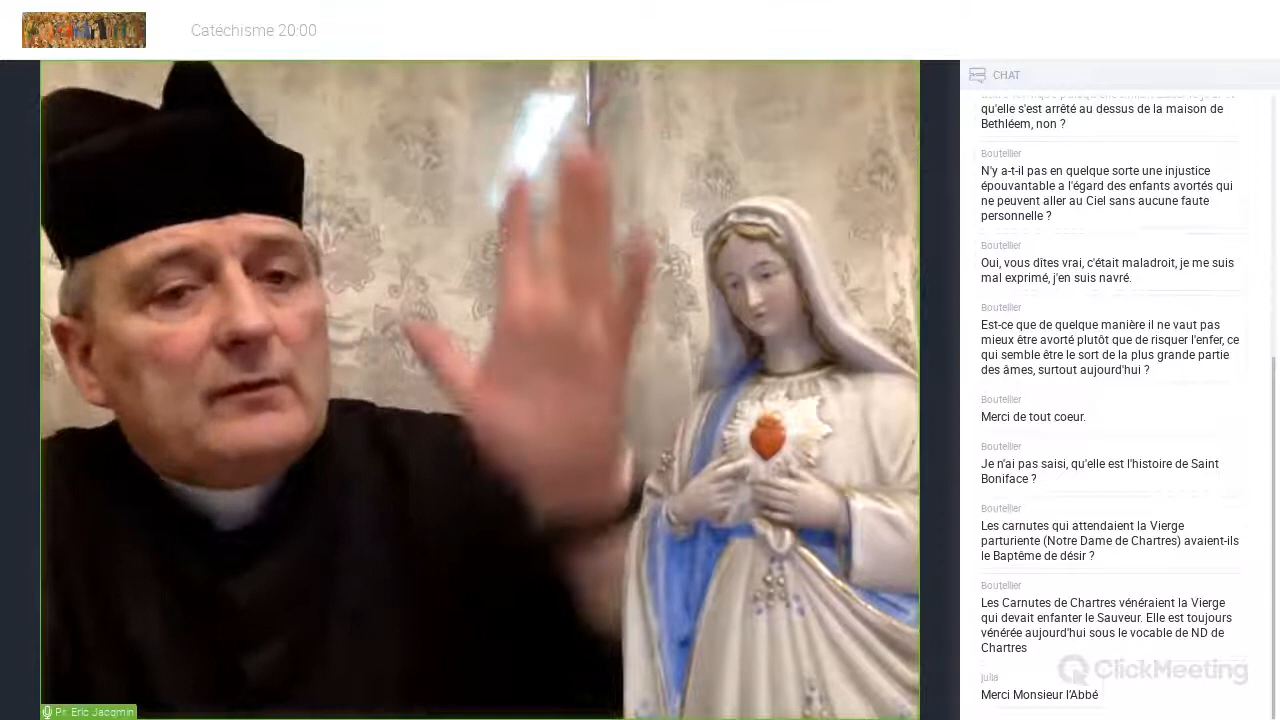 Catéchisme 20:00
CHAT
qu'elle s'est arrêté au dessus de la maison de
Bethléem, non ?
Boutellier
N'y a-t-il pas en quelque sorte une injustice
épouvantable a l'égard des enfants avortés qui
ne peuvent aller au Ciel sans aucune faute
personnelle ?
Boutellier
Oui, vous dîtes vrai, c'était maladroit, je me suis
mal exprimé, j'en suis navré.
Boutellier
Est-ce que de quelque manière il ne vaut pas
mieux être avorté plutôt que de risquer l'enfer, ce
qui semble être le sort de la plus grande partie
des âmes, surtout aujourd'hui ?
Boutellier
Merci de tout coeur.
Boutellier
Je n'ai pas saisi, qu'elle est l'histoire de Saint
Boniface ?
Boutellier
Les carnutes qui attendaient la Vierge
parturiente (Notre Dame de Chartres) avaient-ils
le Baptême de désir ?
Boutellier
Les Carnutes de Chartres vénéraient la Vierge
qui devait enfanter le Sauveur. Elle est toujours
vénérée aujourd'hui sous le vocable de ND de
Chartres
ClickMeeting
julia
Merci Monsieur l'Abbé
Pr. Eric Jacqmin